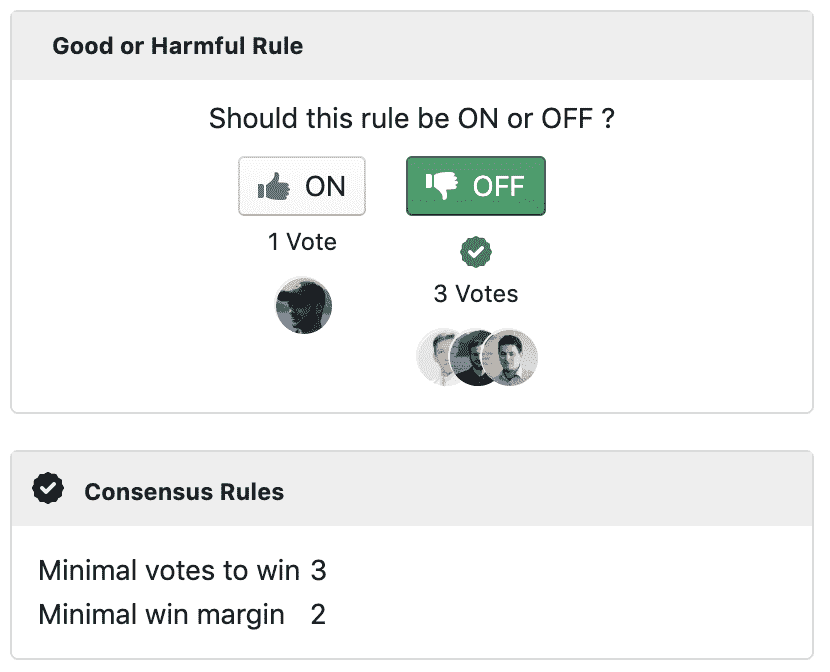 Good or Harmful Rule
Should this rule be ON or OFF ?
ON OFF
1 Vote
3 Votes
Consensus Rules
Minimal votes to win 3
Minimal win margin 2